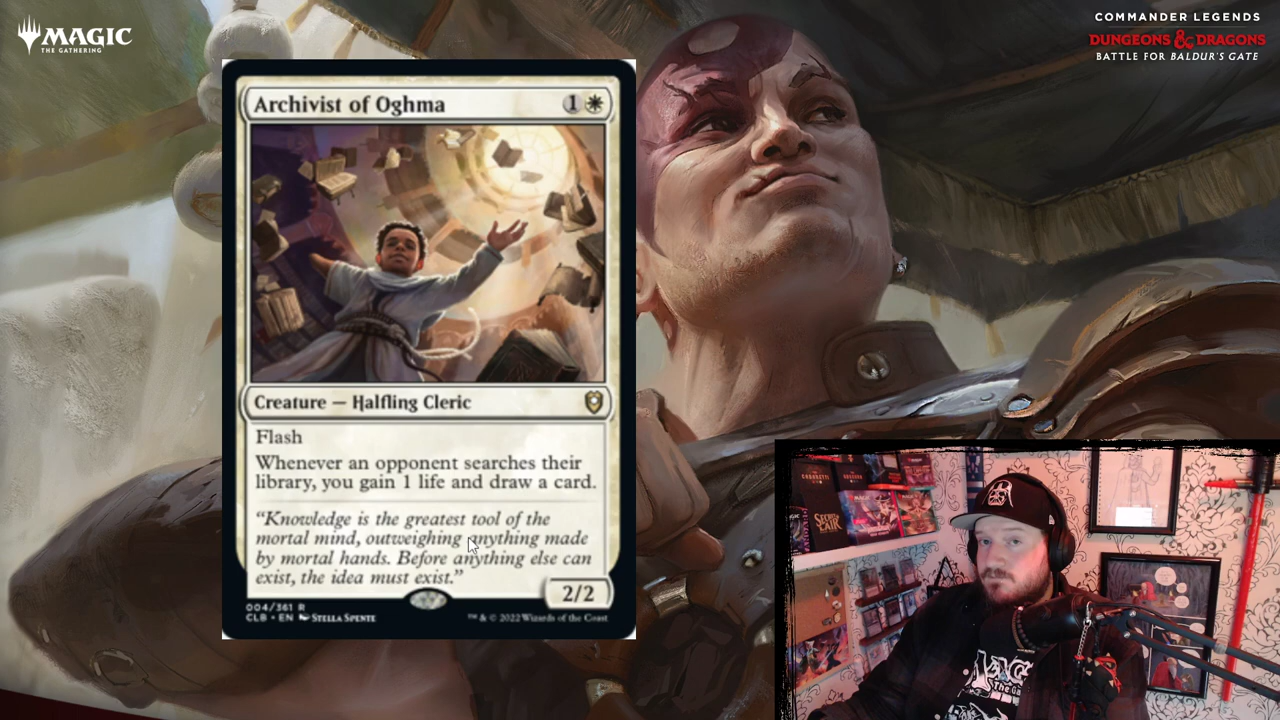 MAGIC
THE GATHERING
COMMANDER LEGENDS
DUNGEONS & DRAGONS
BATTLE FOR BALDUR'S GATE
Archivist of Oghma 1
Creature — Halfling Cleric
Flash
Whenever an opponent searches their
library, you gain 1 life and draw a card.
“Knowledge is the greatest tool of the
mortal mind, outweighing anything made
by mortal hands. Before anything else can
exist, the idea must exist.”
2/2
004/361 R
CLB • EN STELLA SPENTE
™ & © 2022 Wizards of the Coast
SECRET
LAIR